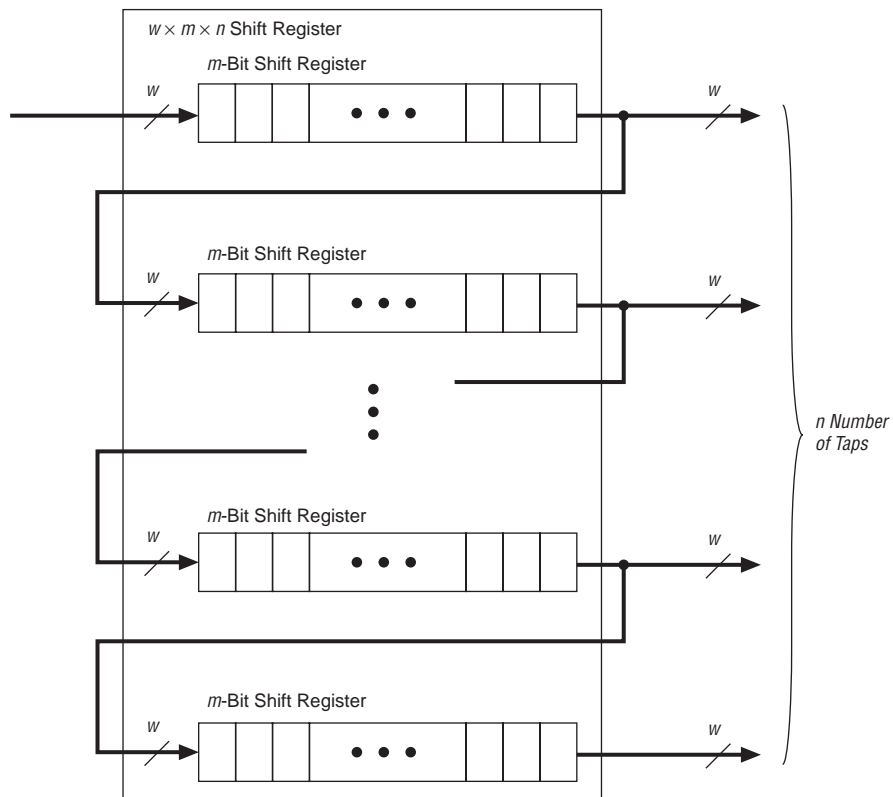 w × m × n Shift Register
m-Bit Shift Register
w
w
m-Bit Shift Register
w
w
n Number
of Taps
m-Bit Shift Register
w
w
m-Bit Shift Register
w
w